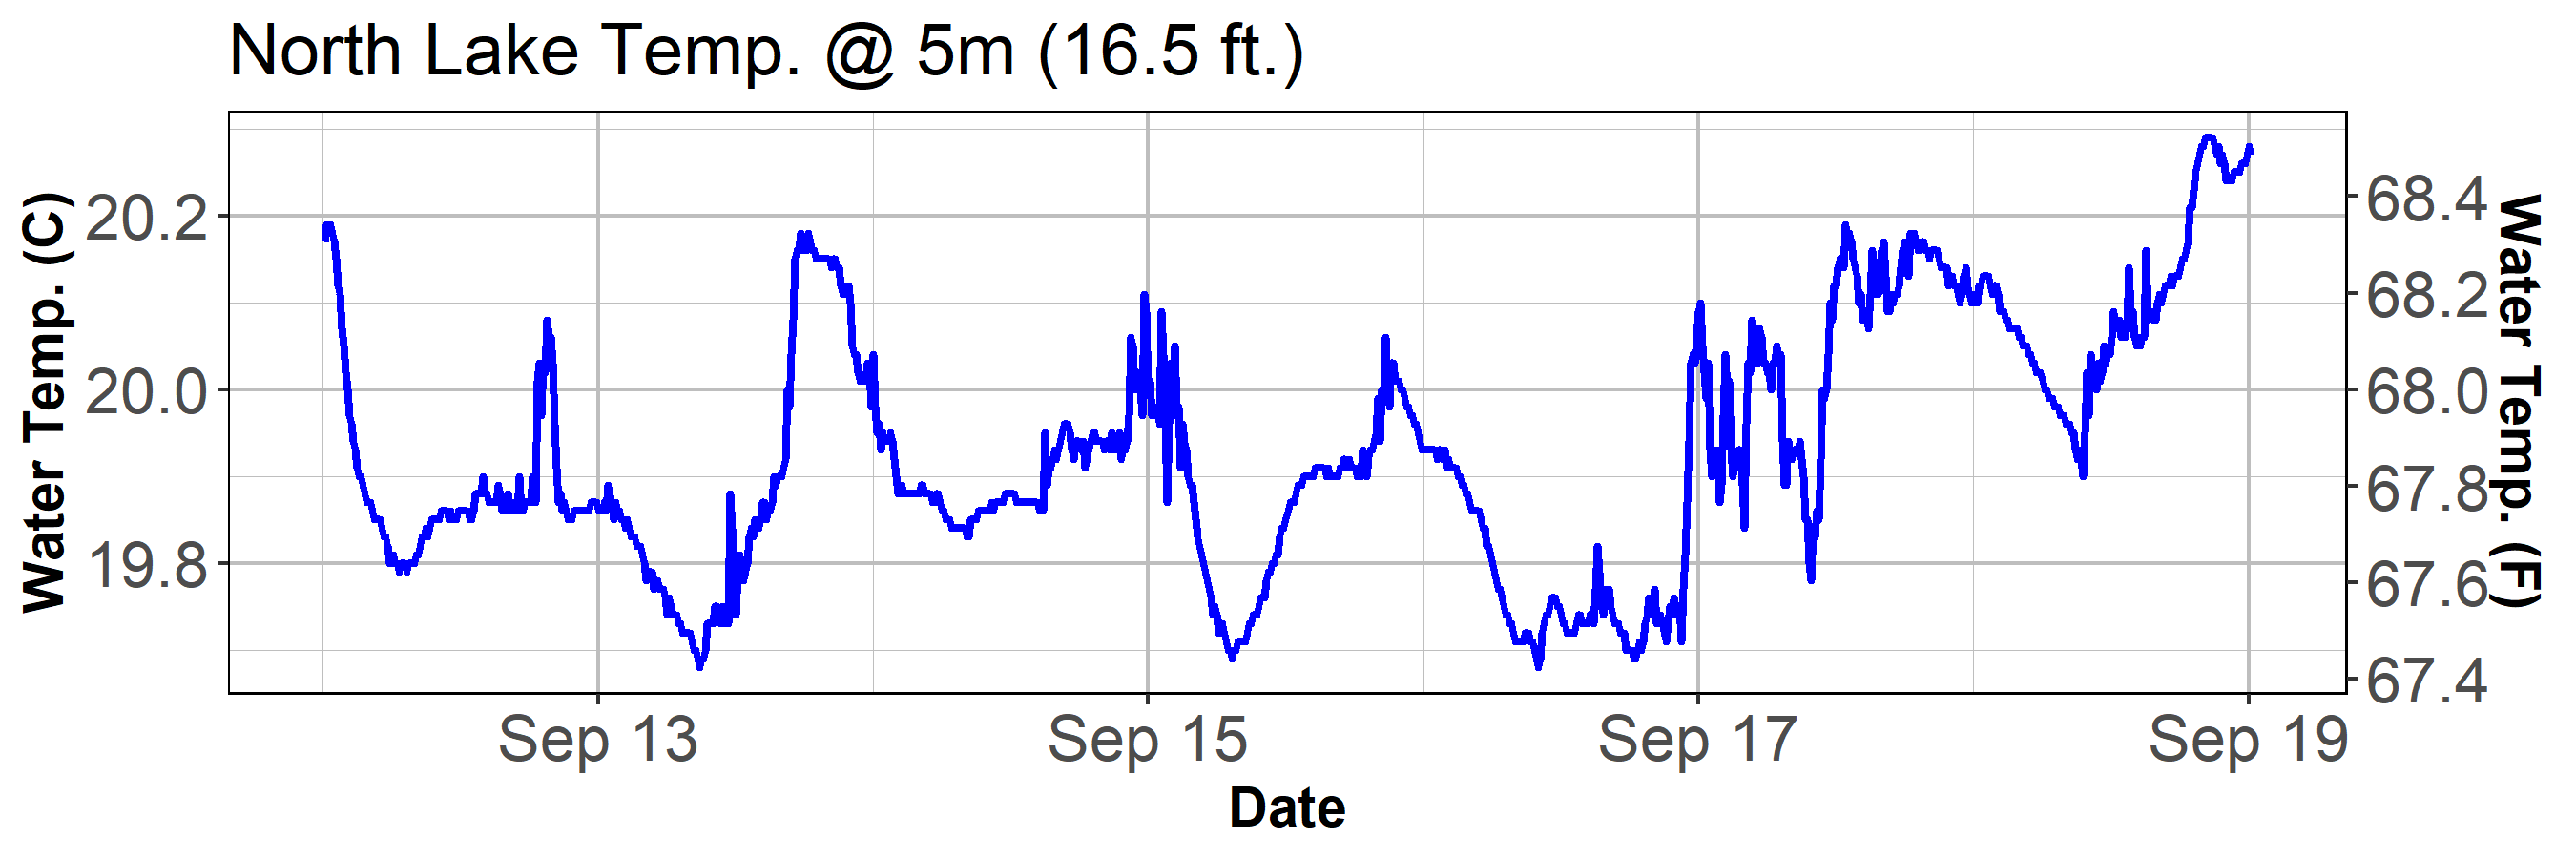 North Lake Temp. @ 5m (16.5 ft.)
Water Temp. (C)
20.2
20.0
19.8
68.4
68.2
68.0
67.8
67.6
67.4
Water Temp. (F)
Sep 13
Sep 15
Sep 17
Sep 19
Date